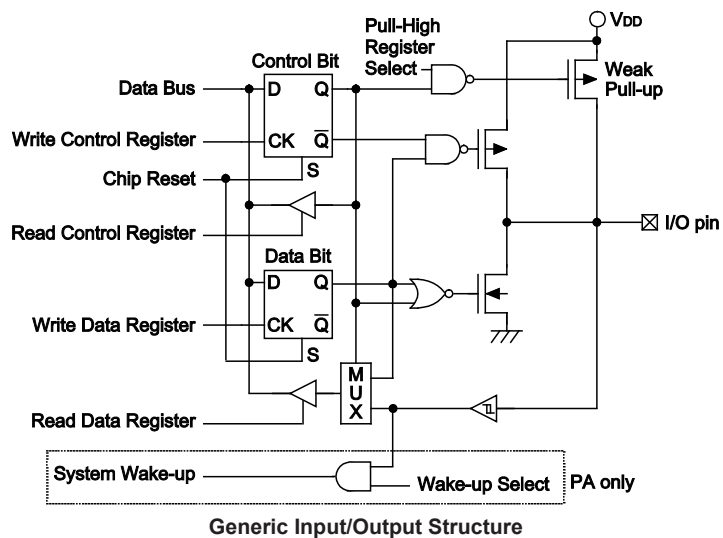 VDD
Pull-High
Register
Select
Control Bit
Weak
Pull-up
Data Bus
D Q
Write Control Register
CK Q
Chip Reset
S
Read Control Register
I/O pin
Data Bit
D Q
Write Data Register
CK Q
S
M
U
X
Read Data Register
System Wake-up
Wake-up Select
PA only
Generic Input/Output Structure